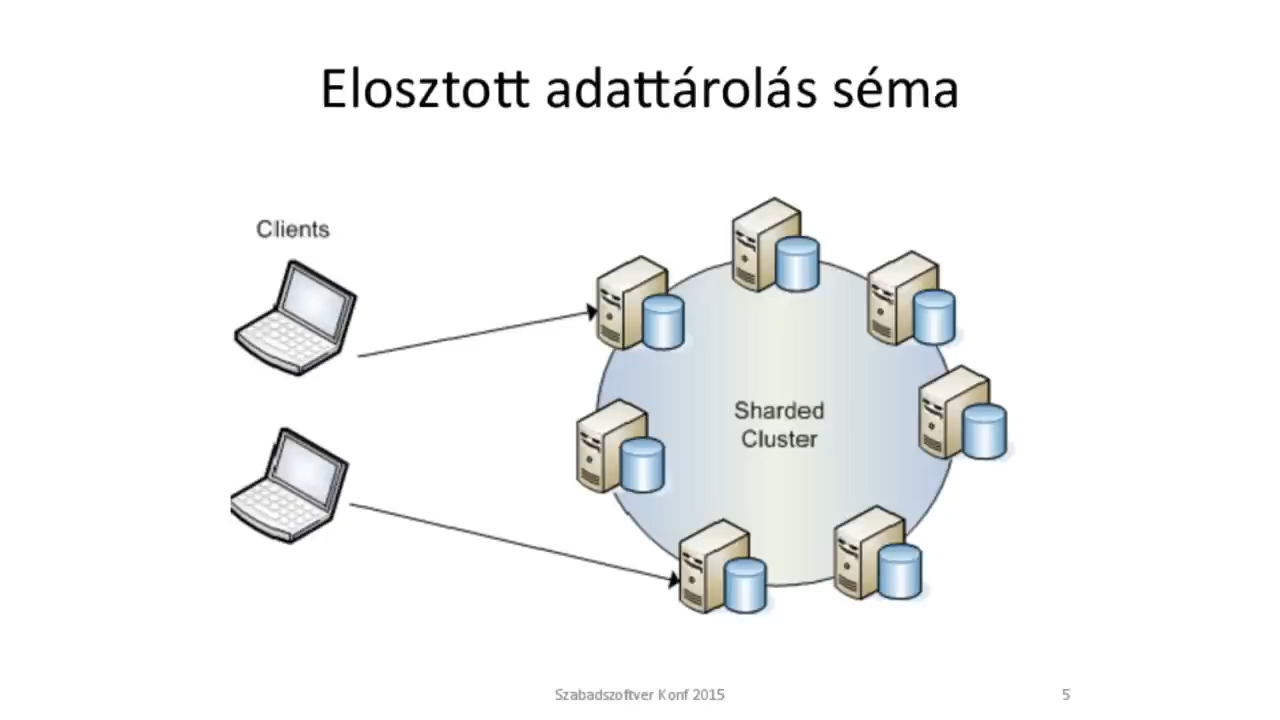 Elosztott adattárolás séma
Clients
Sharded
Cluster
Szabadszoftver Konf 2015
5